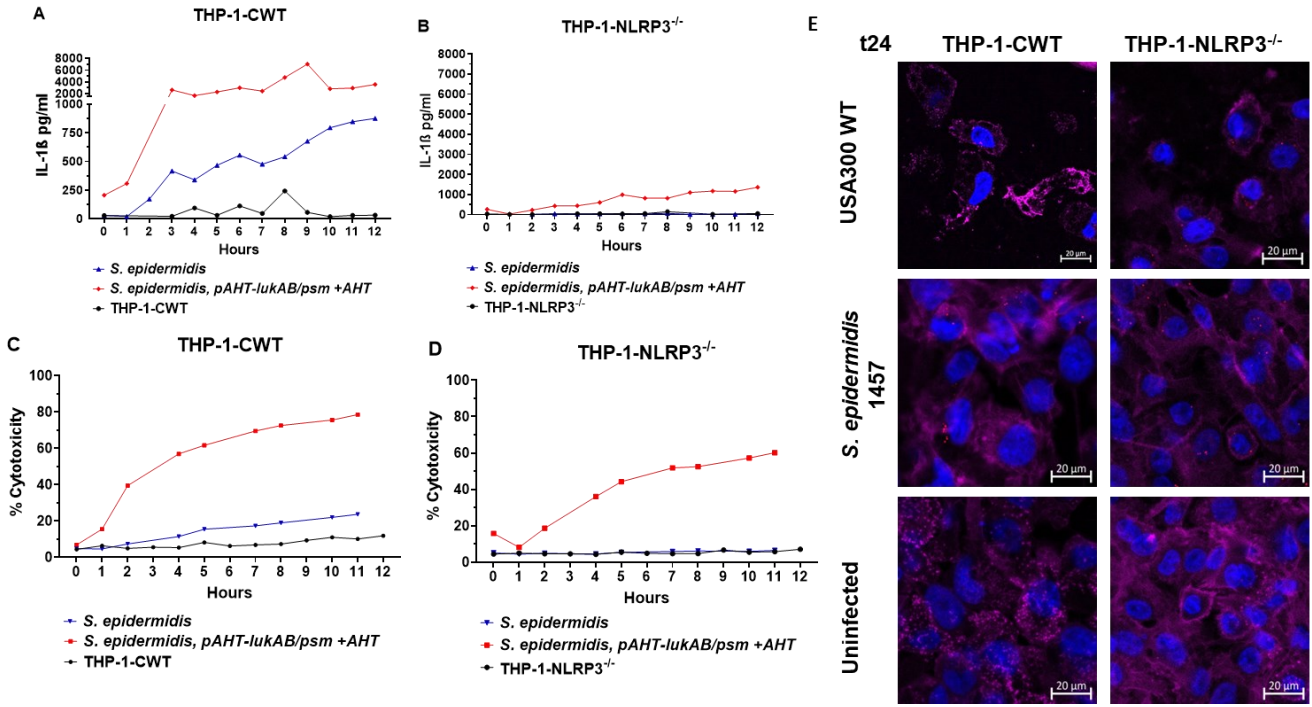 A
THP-1-CWT
IL-1ß pg/ml
8000
6000
4000
2000
1000
750
500
250
0
0 1 2 3 4 5 6 7 8 9 10 11 12
Hours
S. epidermidis
S. epidermidis, pAHT-lukAB/psm +AHT
THP-1-CWT
B
THP-1-NLRP3-/-
IL-1ß pg/ml
8000
7000
6000
5000
4000
3000
2000
1000
0
0 1 2 3 4 5 6 7 8 9 10 11 12
Hours
S. epidermidis
S. epidermidis, pAHT-lukAB/psm +AHT
THP-1-NLRP3-/-
C
THP-1-CWT
% Cytotoxicity
100
80
60
40
20
0
0 1 2 3 4 5 6 7 8 9 10 11 12
Hours
S. epidermidis
S. epidermidis, pAHT-lukAB/psm +AHT
THP-1-CWT
D
THP-1-NLRP3-/-
% Cytotoxicity
100
80
60
40
20
0
0 1 2 3 4 5 6 7 8 9 10 11 12
Hours
S. epidermidis
S. epidermidis, pAHT-lukAB/psm +AHT
THP-1-NLRP3-/-
E
t24
THP-1-CWT
THP-1-NLRP3-/-
USA300 WT
20 µm
20 µm
S. epidermidis
1457
20 µm
20 µm
Uninfected
20 µm
20 µm